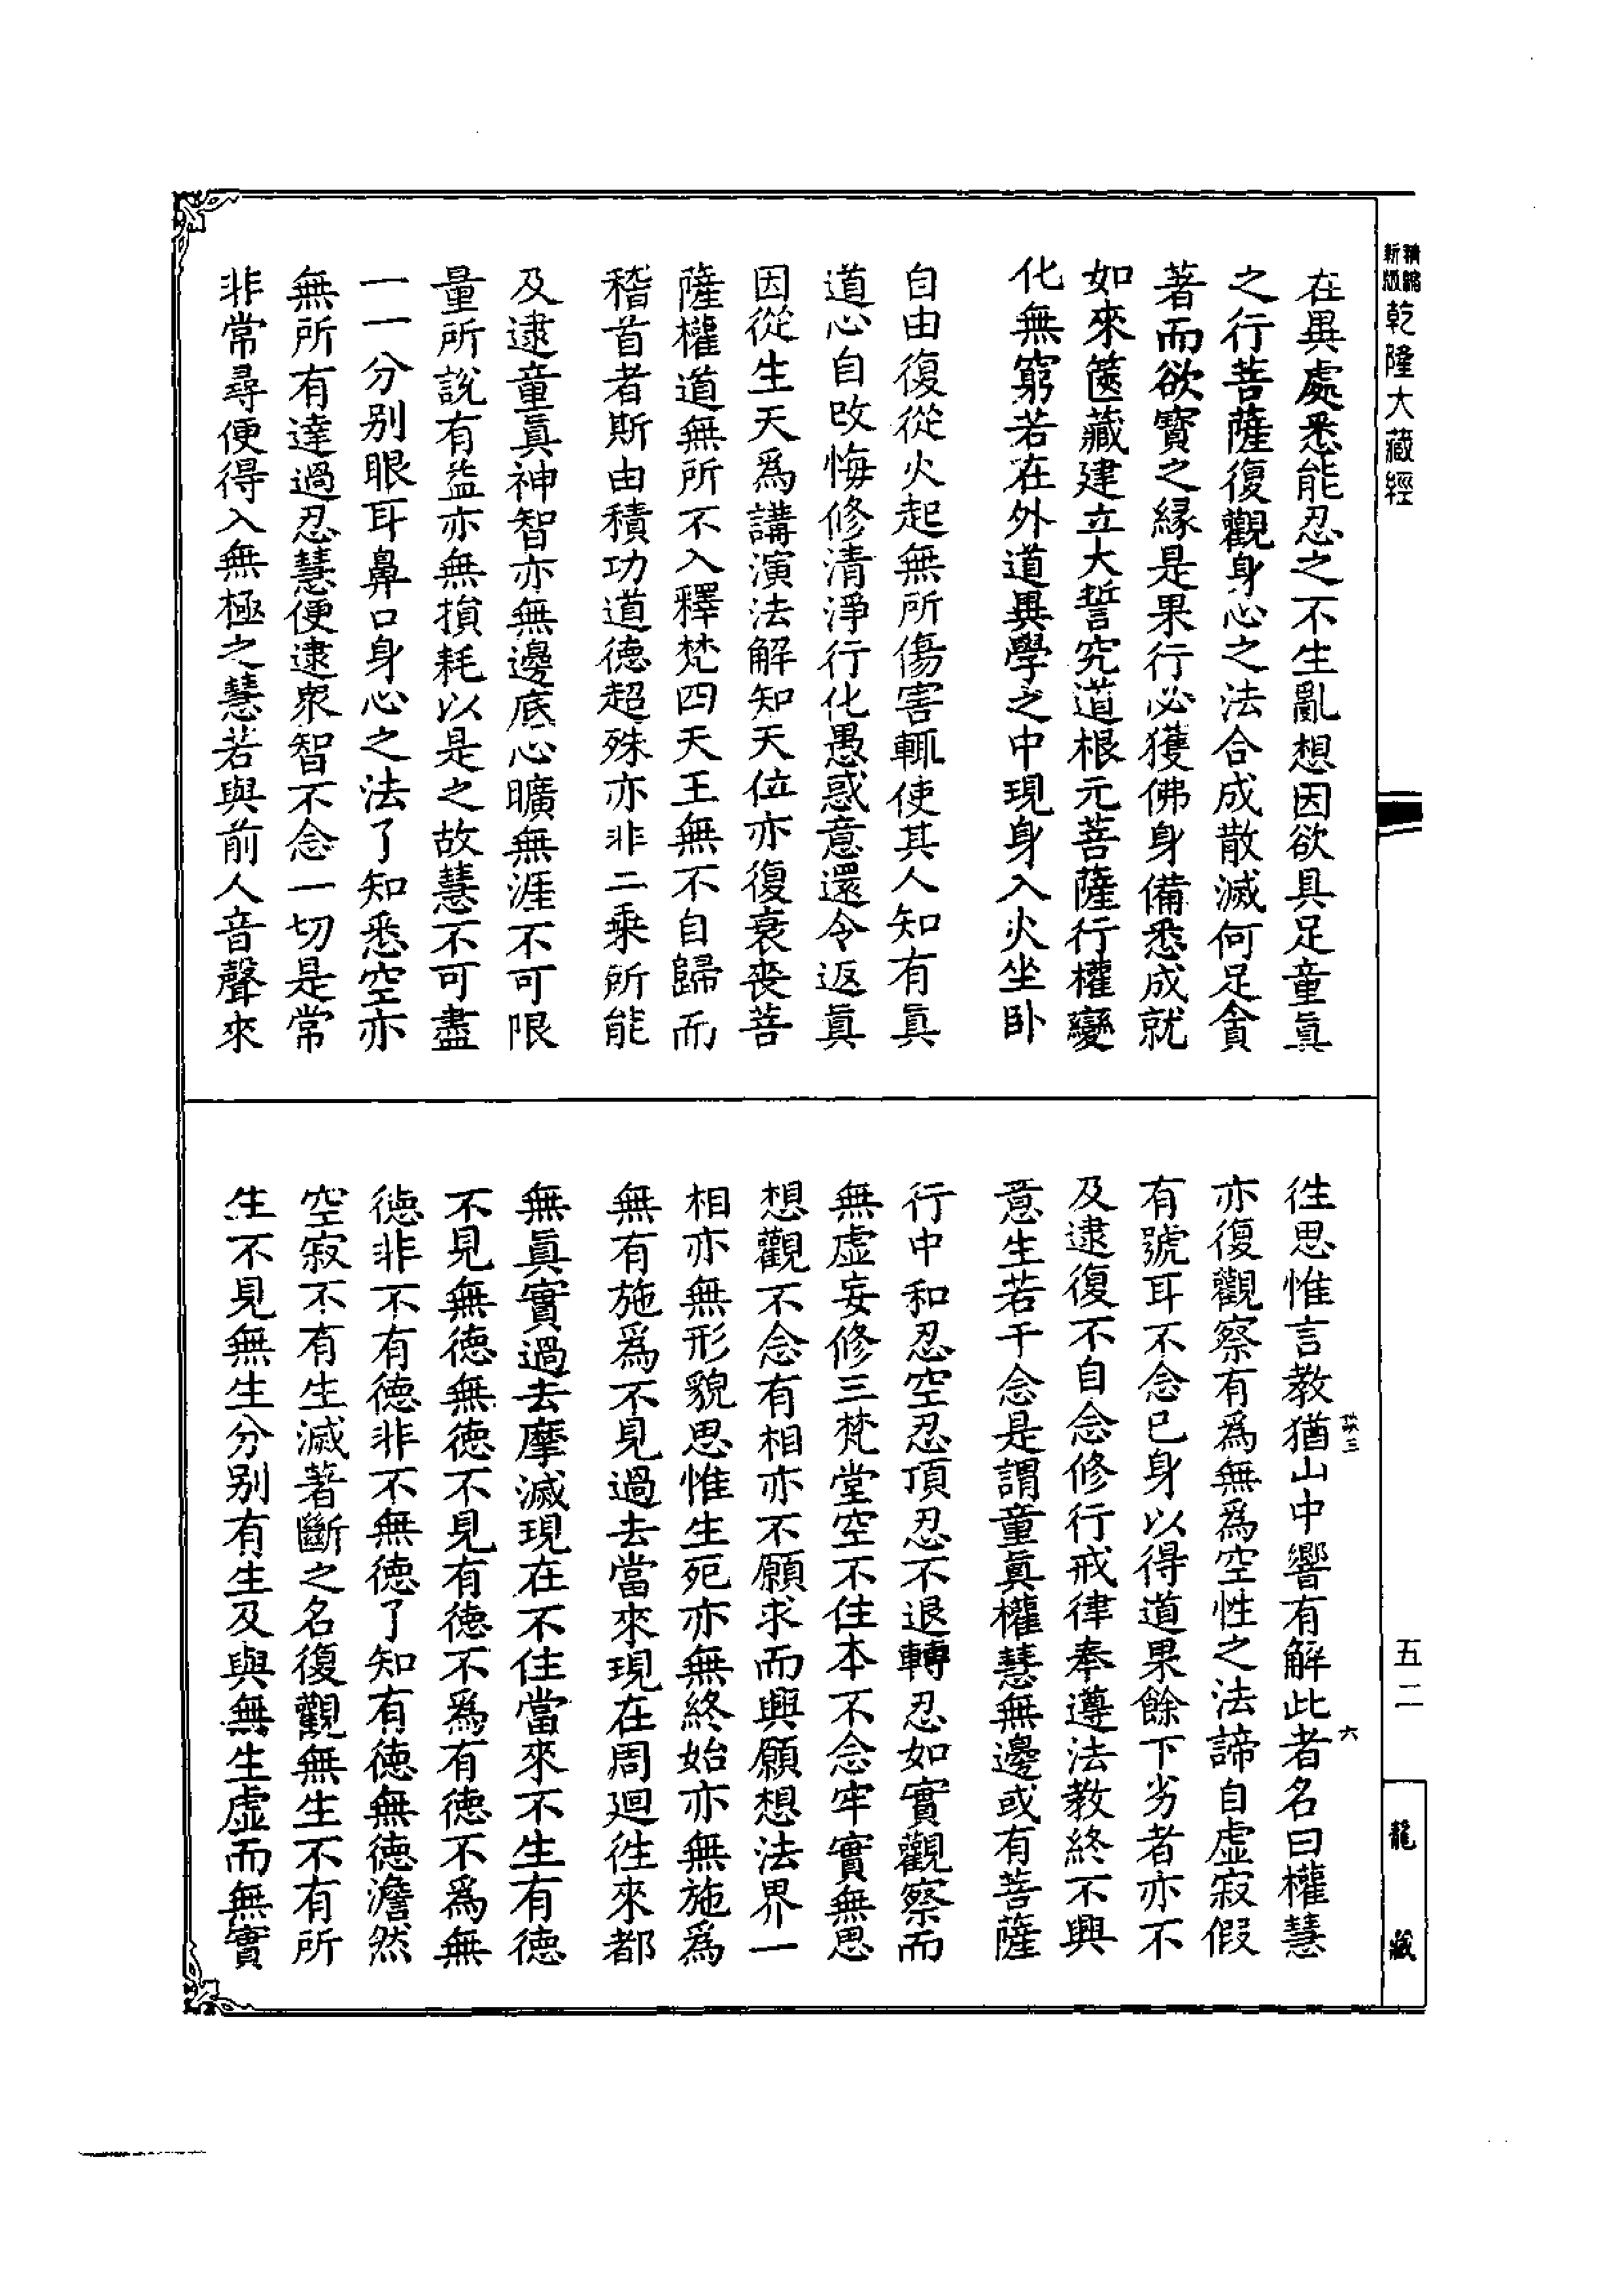 精縮
新版
乾隆大藏經
在異處悉能忍之不生亂想因欲具足童眞
之行菩薩復觀身心之法合成散滅何足貪
著而欲寶之縁是果行必獲佛身備悉成就
如來篋藏建立大誓究道根元菩薩行權變
化無窮若在外道異學之中現身入火坐卧
自由復從火起無所傷害輒使其人知有眞
道心自改悔修清淨行化愚惑意還令返眞
因從生天爲講演法解知天位亦復衰喪菩
薩權道無所不入釋梵四天王無不自歸而
稽首者斯由積功道德超殊亦非二乘所能
及逮童眞神智亦無邊底心曠無涯不可限
量所說有益亦無損耗以是之故慧不可盡
一一分别眼耳鼻口身心之法了知悉空亦
無所有達過忍慧便逮衆智不念一切是常
非常尋便得入無極之慧若與前人音聲來
往思惟言教猶山中響有解此者名曰權慧
亦復觀察有爲無爲空性之法諦自虛寂假
有號耳不念已身以得道果餘下劣者亦不
及逮復不自念修行戒律奉遵法教終不興
意生若干念是謂童眞權慧無邊或有菩薩
行中和忍空忍頂忍不退轉忍如實觀察而
無虛妄修三梵堂空不住本不念牢實無思
想觀不念有相亦不願求而興願想法界一
相亦無形貌思惟生死亦無終始亦無施爲
無有施爲不見過去當來現在周迴往來都
無眞實過去摩滅現在不住當來不生有德
不見無德無德不見有德不爲有德不爲無
德非不有德非不無德了知有德無德澹然
空寂不有生滅著斷之名復觀無生不有所
生不見無生分别有生及與無生虛而無實
三
六
五二
龍藏